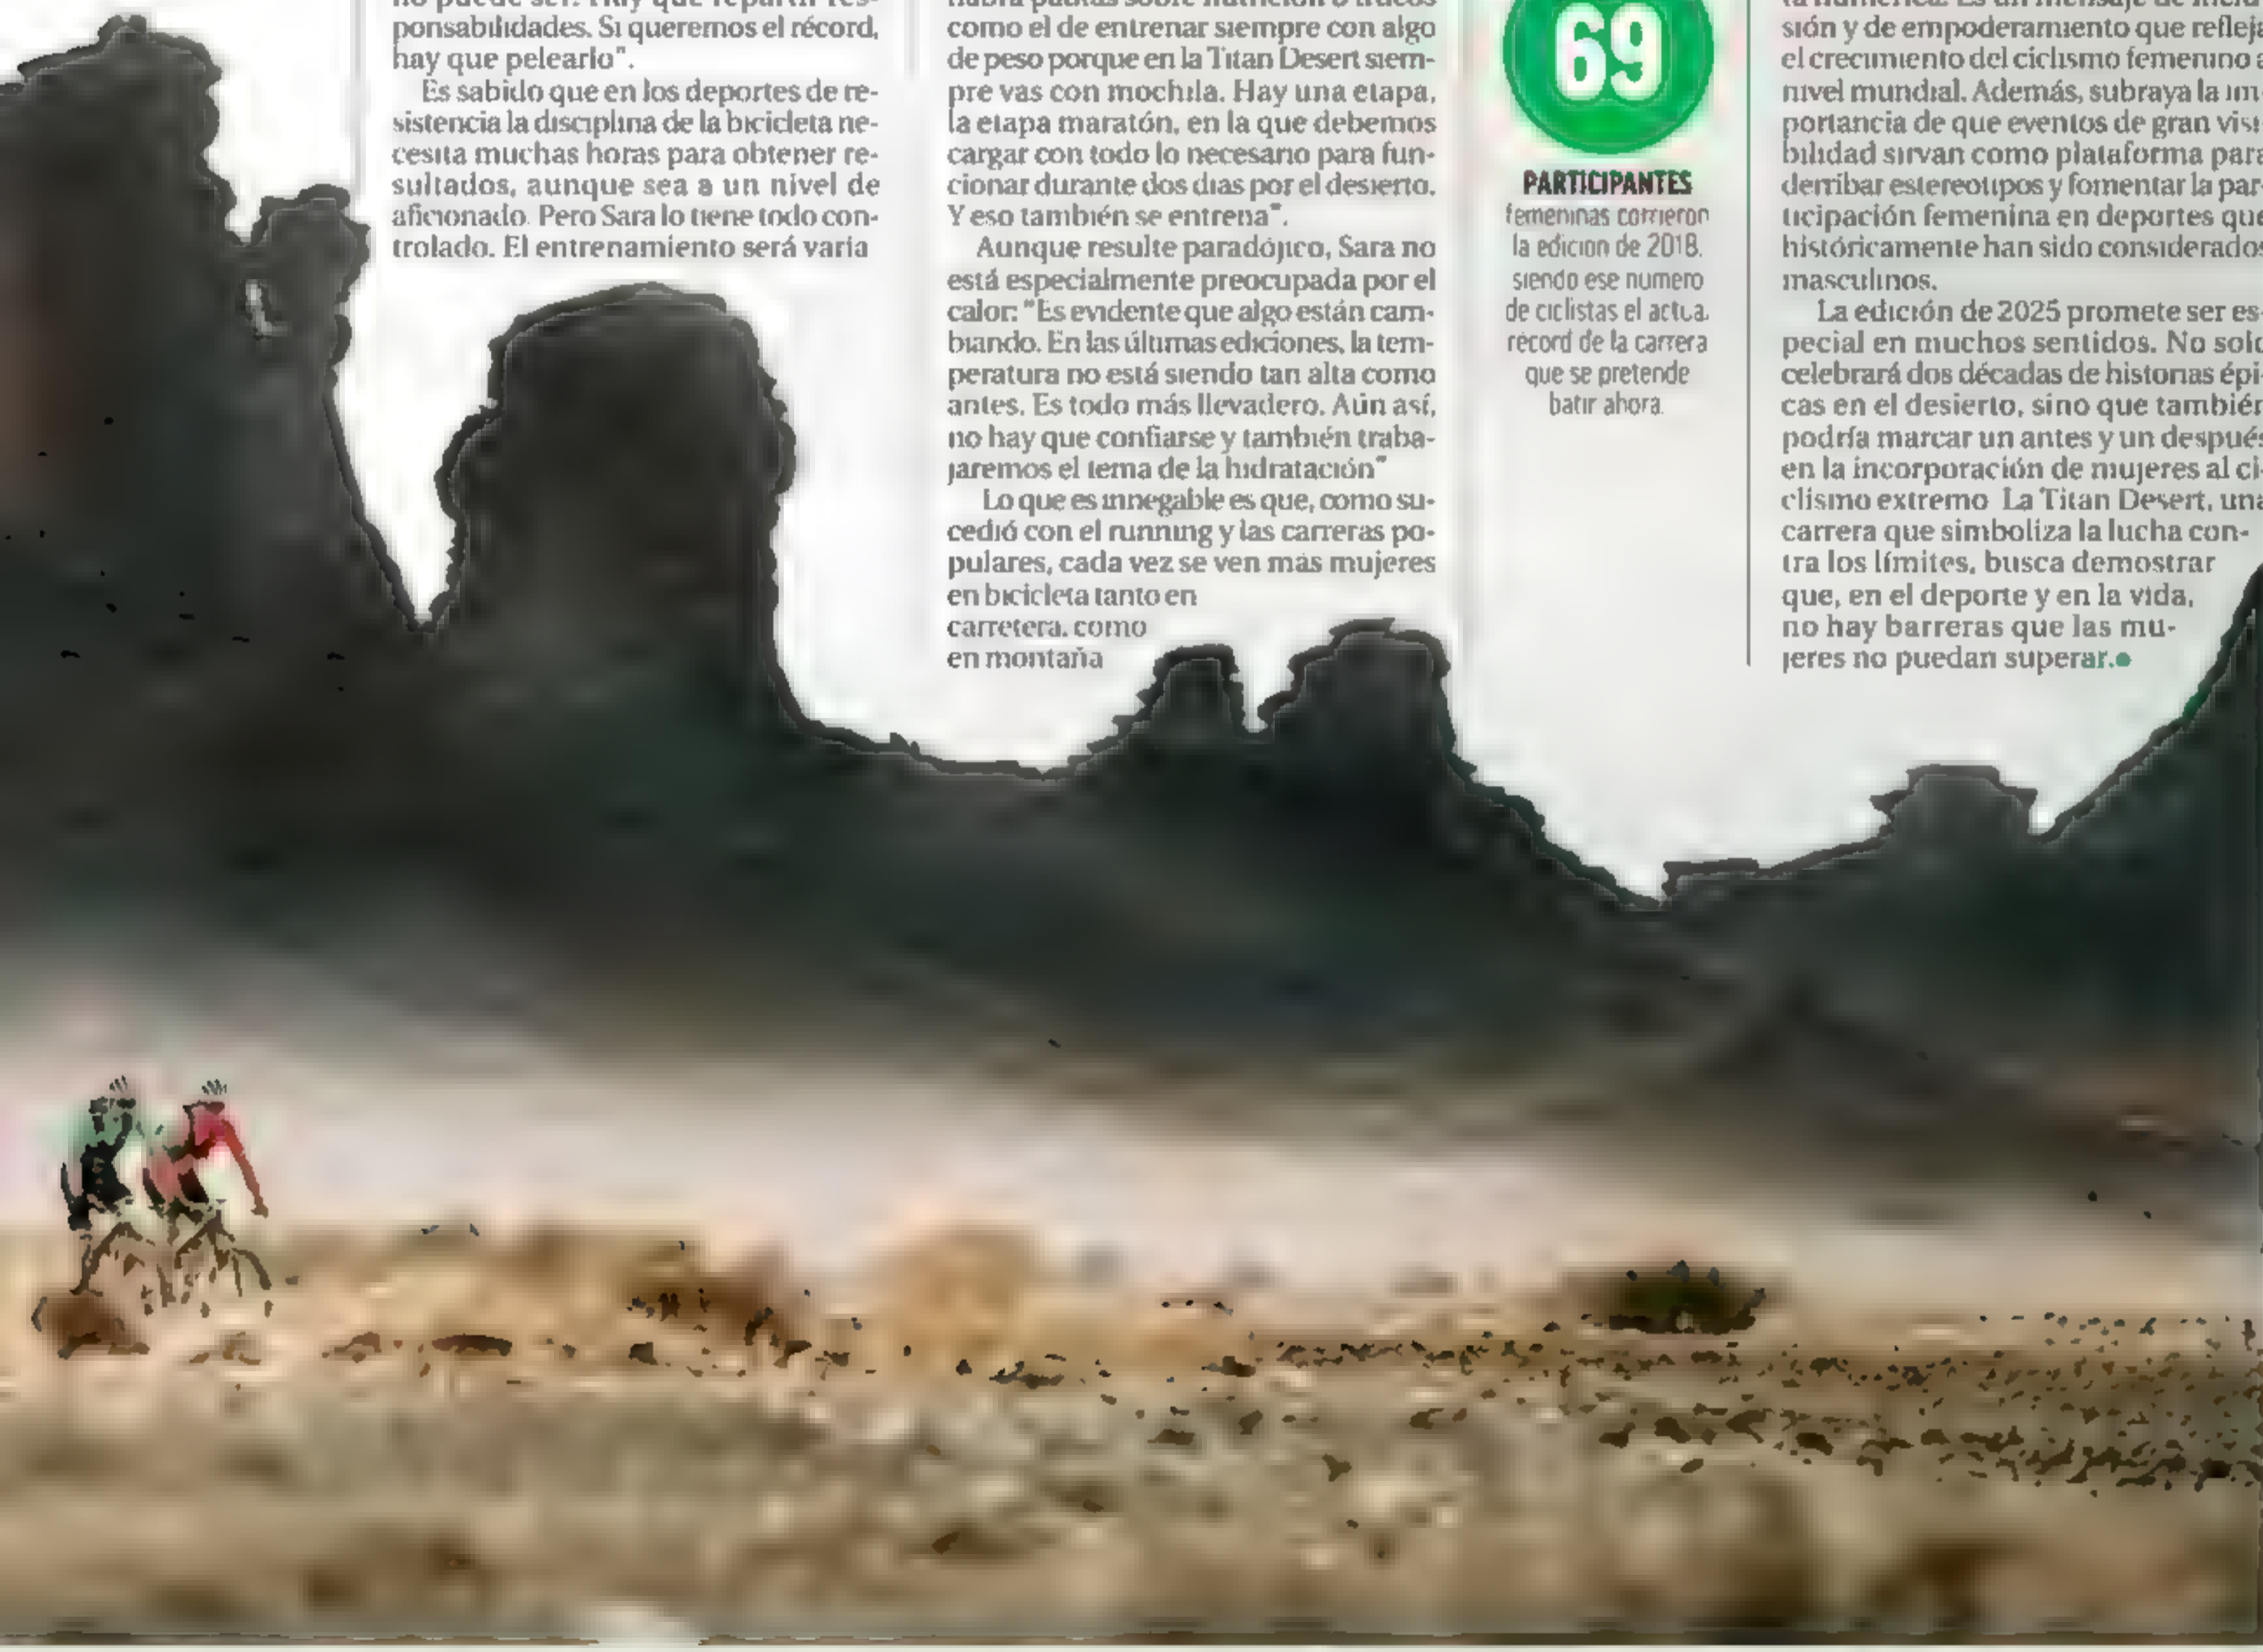 ponsabilidades. Si queremos el récord,
hay que pelearlo".
Es sabido que en los deportes de re-
sistencia la disciplina de la bicicleta ne-
cesita muchas horas para obtener re-
sultados, aunque sea a un nivel de
aficionado. Pero Sara lo tiene todo con-
trolado. El entrenamiento será varia
como el de entrenar siempre con algo
de peso porque en la Titan Desert siem-
pre vas con mochila. Hay una etapa,
la etapa maratón, en la que debemos
cargar con todo lo necesario para fun-
cionar durante dos días por el desierto.
Y eso también se entrena".
Aunque resulte paradójico, Sara no
está especialmente preocupada por el
calor: "Es evidente que algo están cam-
biando. En las últimas ediciones, la tem-
peratura no está siendo tan alta como
antes. Es todo más llevadero. Aún así,
no hay que confiarse y también traba-
jaremos el tema de la hidratación"
Lo que es innegable es que, como su-
cedió con el running y las carreras po-
pulares, cada vez se ven más mujeres
en bicicleta tanto en
carretera, como
en montaña
69
PARTICIPANTES
femeninas corrieron
la edición de 2018,
siendo ese numero
de ciclistas el actual
récord de la carrera
que se pretende
batir ahora.
sión y de empoderamiento que refleja
el crecimiento del ciclismo femenino a
nivel mundial. Además, subraya la im-
portancia de que eventos de gran visi-
bilidad sirvan como plataforma para
derribar estereotipos y fomentar la par-
ticipación femenina en deportes que
históricamente han sido considerados
masculinos.
La edición de 2025 promete ser es-
pecial en muchos sentidos. No solo
celebrará dos décadas de historias épi-
cas en el desierto, sino que también
podría marcar un antes y un después
en la incorporación de mujeres al ci-
clismo extremo La Titan Desert, una
carrera que simboliza la lucha con-
tra los límites, busca demostrar
que, en el deporte y en la vida,
no hay barreras que las mu-
jeres no puedan superar.